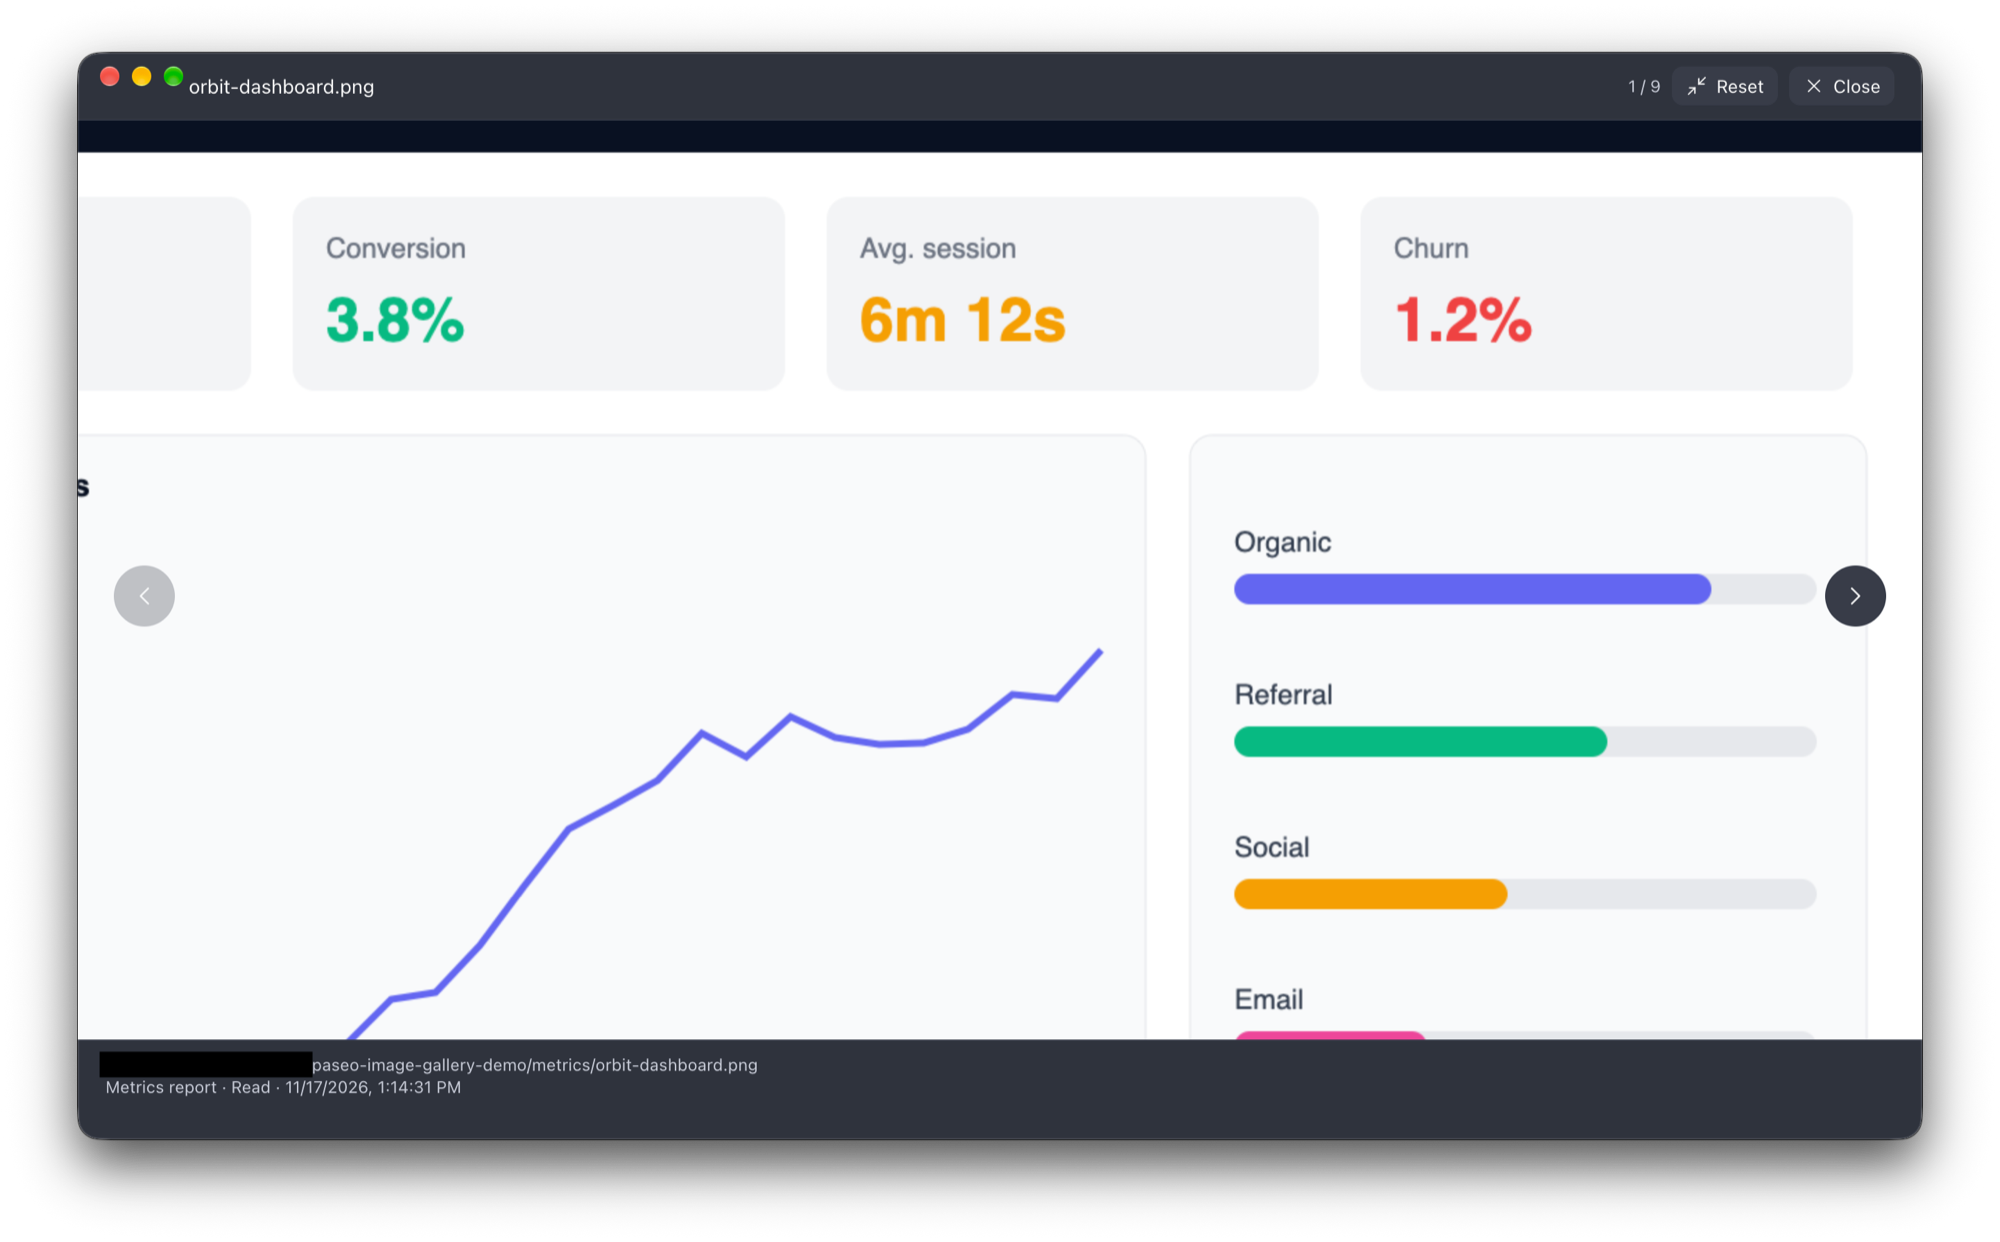 orbit-dashboard.png
1 / 9
Reset
Close
Conversion
Avg. session
Churn
3.8%
6m 12s
1.2%
s
Organic
Referral
Social
Email
paseo-image-gallery-demo/metrics/orbit-dashboard.png
Metrics report · Read · 11/17/2026, 1:14:31 PM